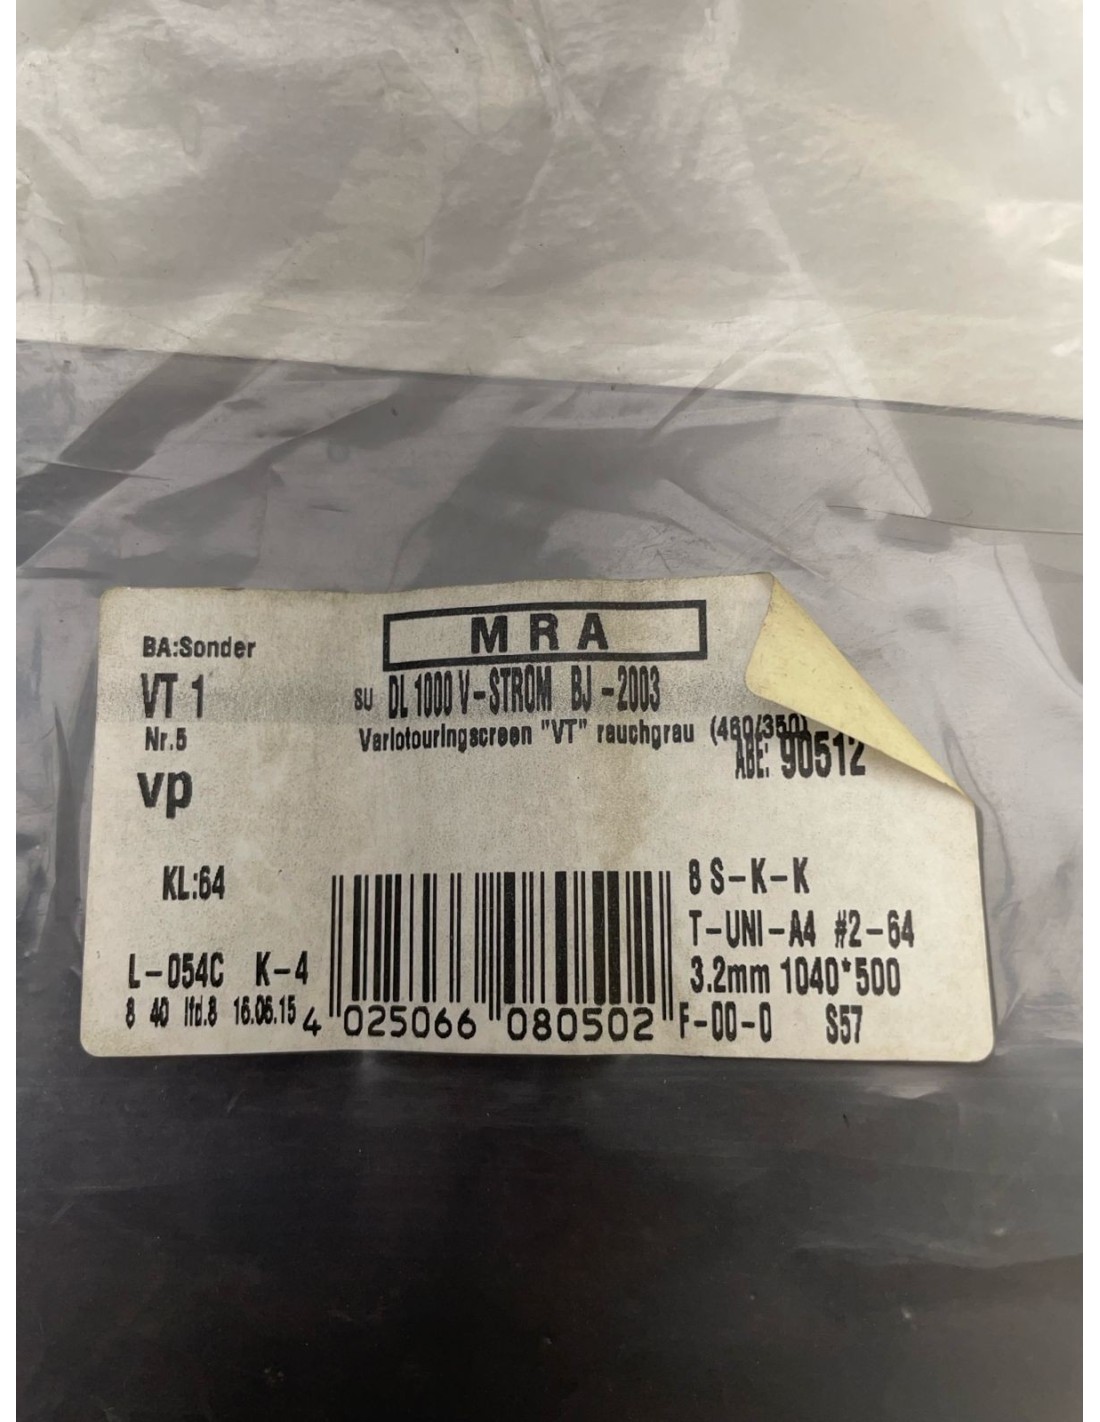 BA:Sonder
MRA
VT 1
SU DL 1000 V-STROM BJ -2003
Nr.5
Variotouringscreen "VT" rauchgrau (460/350)
ABE: 90512
vp
KL:64
8 S-K-K
T-UNI-A4 #2-64
L-054C K-4
3.2mm 1040*500
8 40 lfd.8 16.06.15
4 025066 080502
F-00-0 S57